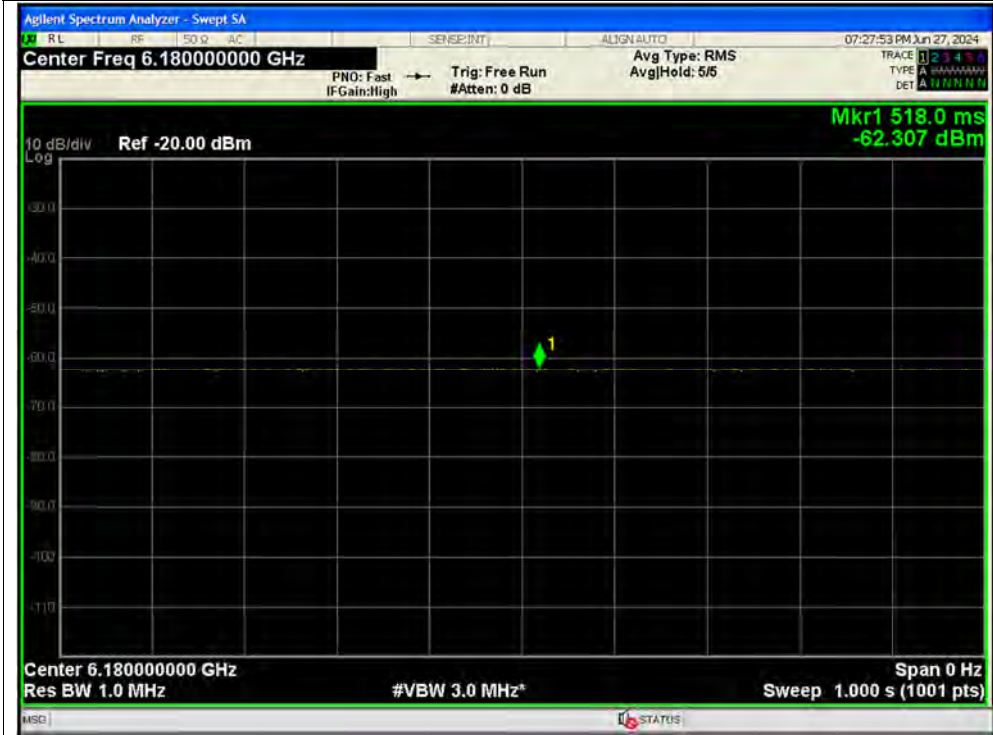 Agilent Spectrum Analyzer - Swept SA
RL RF 50 Ω AC SENSE:INT ALIGN AUTO 07:27:53 PM Jun 27, 2024
Center Freq 6.180000000 GHz Avg Type: RMS TRACE 1 2 3 4 5 6
PNO: Fast Trig: Free Run Avg|Hold: 5/5 TYPE A
IFGain:High #Atten: 0 dB DET A N N N N N
Mkr1 518.0 ms
10 dB/div Ref -20.00 dBm -62.307 dBm
Log
-30.0
-40.0
-50.0
1
-60.0
-70.0
-80.0
-90.0
-100
-110
Center 6.180000000 GHz Span 0 Hz
Res BW 1.0 MHz #VBW 3.0 MHz* Sweep 1.000 s (1001 pts)
MSG STATUS